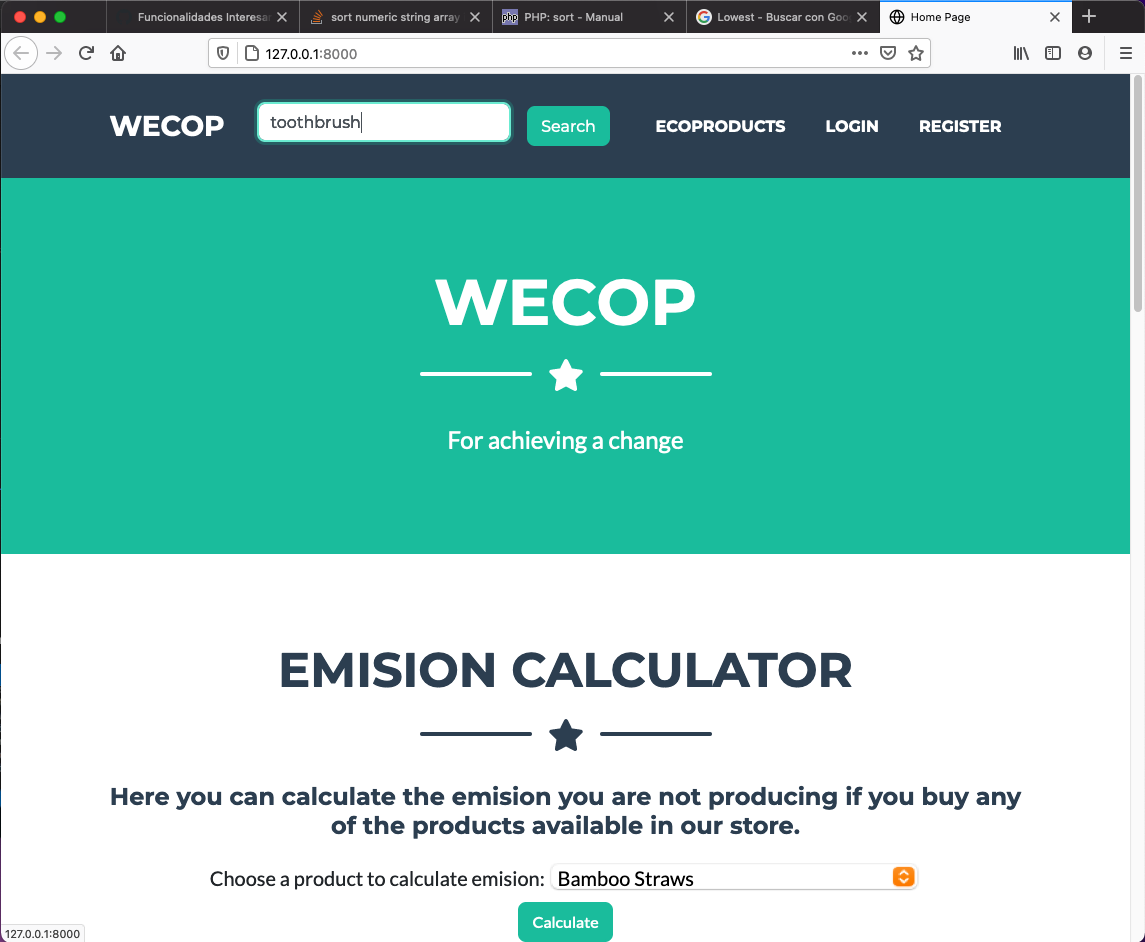 Funcionalidades Interesan
sort numeric string array
php PHP: sort - Manual
Lowest - Buscar con Goo
Home Page
127.0.0.1:8000
WECOP
toothbrush
Search
ECOPRODUCTS
LOGIN
REGISTER
WECOP
For achieving a change
EMISION CALCULATOR
Here you can calculate the emision you are not producing if you buy any
of the products available in our store.
Choose a product to calculate emision: Bamboo Straws
Calculate
127.0.0.1:8000